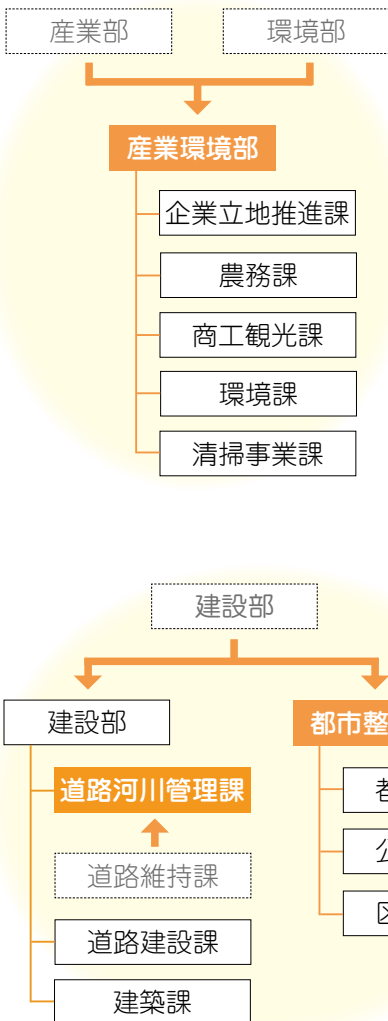 産業部
環境部
産業環境部
企業立地推進課
農務課
商工観光課
環境課
清掃事業課
建設部
建設部
都市整
道路河川管理課
道路維持課
道路建設課
建築課